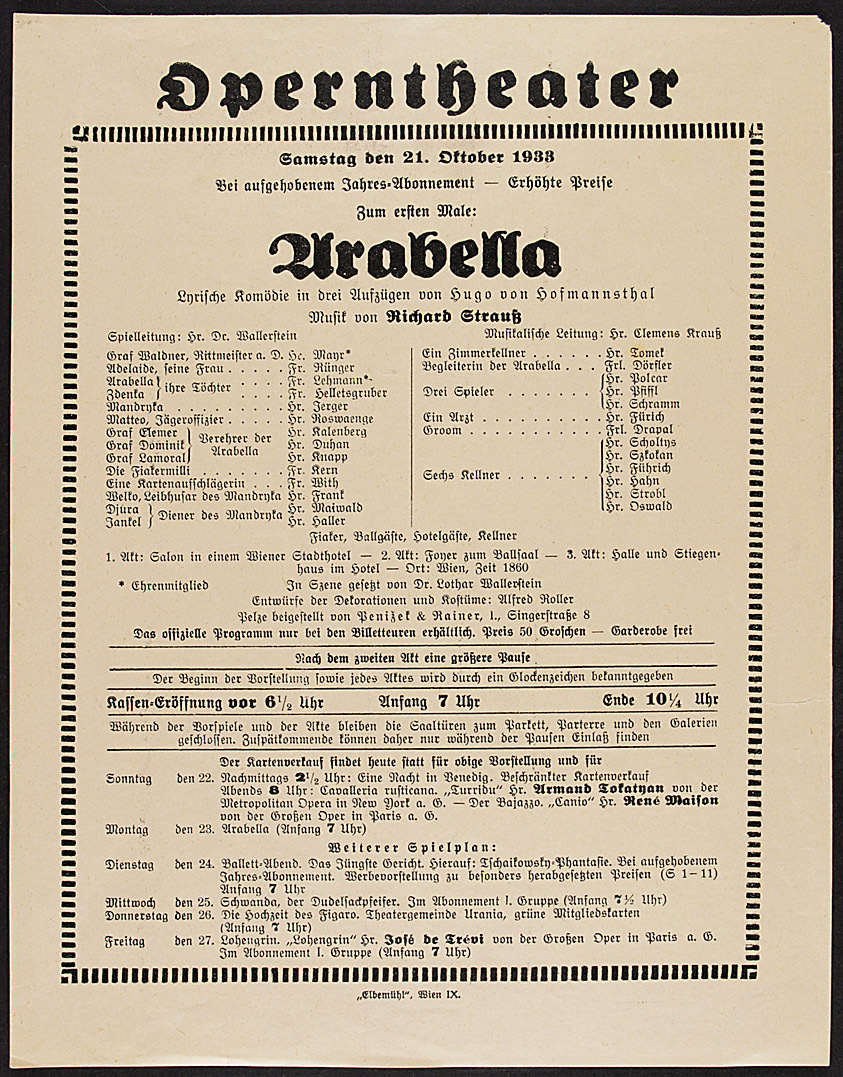 Operntheater
Samstag den 21. Oktober 1933
Bei aufgehobenem Jahres-Abonnement — Erhöhte Preise
Zum ersten Male:
Arabella
Lyrische Komödie in drei Aufzügen von Hugo von Hofmannsthal
Musik von Richard Strauß
Spielleitung: Hr. Dr. Wallerstein
Musikalische Leitung: Hr. Clemens Krauß
Graf Waldner, Rittmeister a. D. Hr. Mayr*
Adelaide, seine Frau . . . . . Fr. Rünger
Arabella } ihre Töchter . . . . Fr. Lehmann*
Zdenka } . . . . Fr. Helletsgruber
Mandryka . . . . . . . . . Hr. Jerger
Matteo, Jägeroffizier . . . . . Hr. Roswaenge
Graf Elemer } Verehrer der Arabella Hr. Kalenberg
Graf Dominik } Hr. Duhan
Graf Lamoral } Hr. Knapp
Die Fiakermilli . . . . . . . Fr. Kern
Eine Kartenaufschlägerin . . . Fr. With
Welko, Leibhusar des Mandryka Hr. Frank
Djura } Diener des Mandryka Hr. Maiwald
Jankel } Hr. Haller
Ein Zimmerkellner . . . . . . Hr. Tomek
Begleiterin der Arabella . . . Frl. Dörfler
Drei Spieler . . . . . . . { Hr. Polcar
Hr. Pfiffl
Hr. Schramm
Ein Arzt . . . . . . . . . . Hr. Fürich
Groom . . . . . . . . . . . Frl. Drapal
Sechs Kellner . . . . . . . { Hr. Scholtys
Hr. Szkokan
Hr. Führich
Hr. Hahn
Hr. Strobl
Hr. Oswald
Fiaker, Ballgäste, Hotelgäste, Kellner
1. Akt: Salon in einem Wiener Stadthotel — 2. Akt: Foyer zum Ballsaal — 3. Akt: Halle und Stiegen-
haus im Hotel — Ort: Wien, Zeit 1860
* Ehrenmitglied In Szene gesetzt von Dr. Lothar Wallerstein
Entwürfe der Dekorationen und Kostüme: Alfred Roller
Pelze beigestellt von Penizek & Rainer, I., Singerstraße 8
Das offizielle Programm nur bei den Billetteuren erhältlich. Preis 50 Groschen — Garderobe frei
Nach dem zweiten Akt eine größere Pause
Der Beginn der Vorstellung sowie jedes Aktes wird durch ein Glockenzeichen bekanntgegeben
Kassen-Eröffnung vor 6½ Uhr Anfang 7 Uhr Ende 10¼ Uhr
Während der Vorspiele und der Akte bleiben die Saaltüren zum Parkett, Parterre und den Galerien
geschlossen. Zuspätkommende können daher nur während der Pausen Einlaß finden
Der Kartenverkauf findet heute statt für obige Vorstellung und für
Sonntag den 22. Nachmittags 2½ Uhr: Eine Nacht in Venedig. Beschränkter Kartenverkauf
Abends 8 Uhr: Cavalleria rusticana. „Turridu“ Hr. Armand Tokatyan von der
Metropolitan Opera in New York a. G. — Der Bajazzo. „Canio“ Hr. René Maison
von der Großen Oper in Paris a. G.
Montag den 23. Arabella (Anfang 7 Uhr)
Weiterer Spielplan:
Dienstag den 24. Ballett-Abend. Das Jüngste Gericht. Hierauf: Tschaikowsky-Phantasie. Bei aufgehobenem
Jahres-Abonnement. Werbevorstellung zu besonders herabgesetzten Preisen (S 1–11)
Anfang 7 Uhr
Mittwoch den 25. Schwanda, der Dudelsackpfeifer. Im Abonnement I. Gruppe (Anfang 7½ Uhr)
Donnerstag den 26. Die Hochzeit des Figaro. Theatergemeinde Urania, grüne Mitgliedskarten
(Anfang 7 Uhr)
Freitag den 27. Lohengrin. „Lohengrin“ Hr. José de Trévi von der Großen Oper in Paris a. G.
Im Abonnement I. Gruppe (Anfang 7 Uhr)
„Elbemühl“, Wien IX.